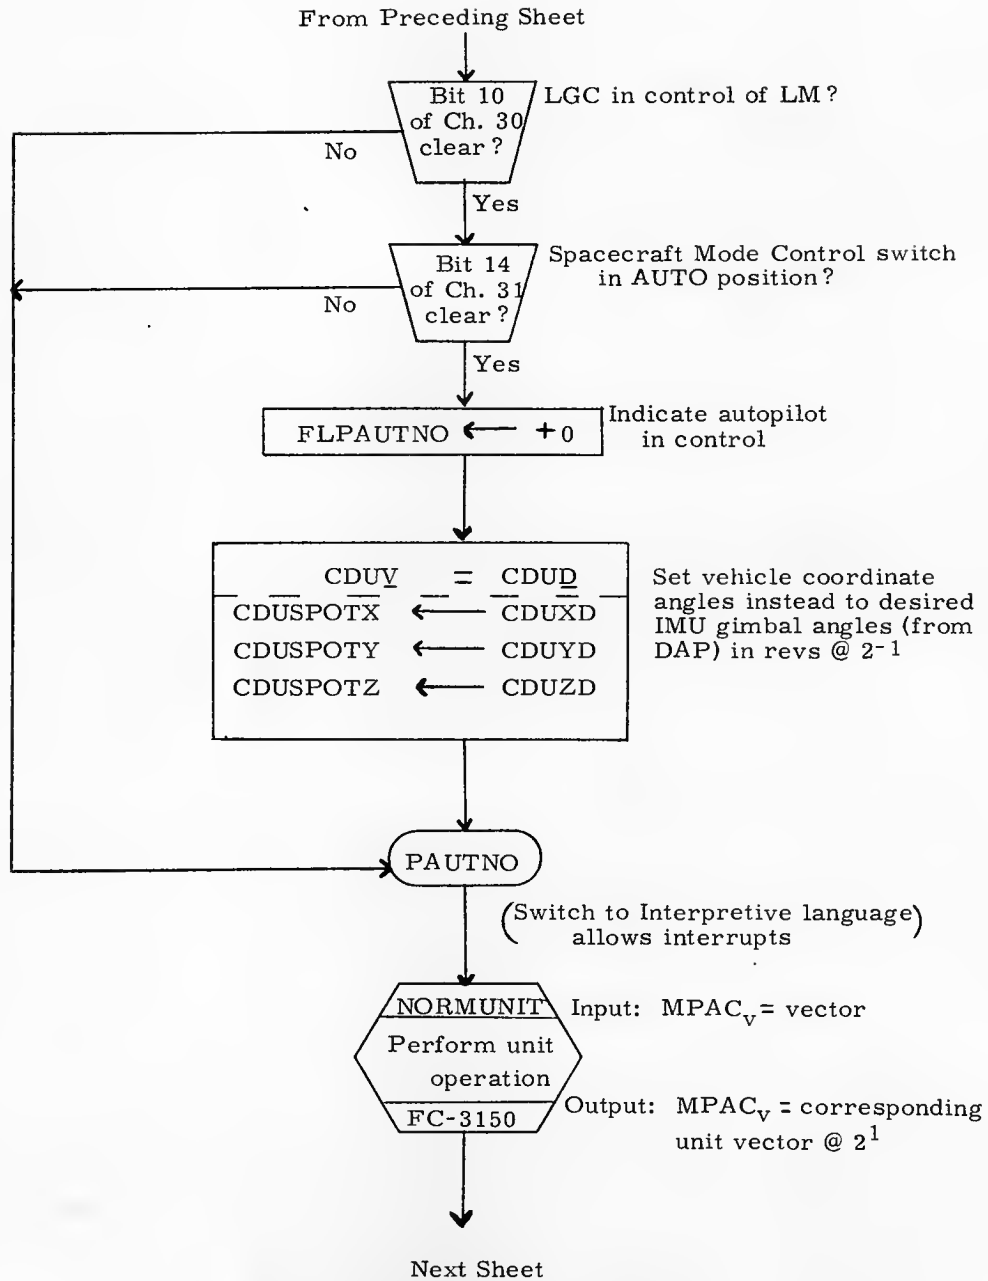 From Preceding Sheet
Bit 10
of Ch. 30
clear?
LGC in control of LM?
No
Yes
Bit 14
of Ch. 31
clear?
Spacecraft Mode Control switch
in AUTO position?
No
Yes
FLPAUTNO ← +0
Indicate autopilot
in control
CDUV = CDUD
CDUSPOTX ← CDUXD
CDUSPOTY ← CDUYD
CDUSPOTZ ← CDUZD
Set vehicle coordinate
angles instead to desired
IMU gimbal angles (from
DAP) in revs @ 2⁻¹
PAUTNO
(Switch to Interpretive language)
allows interrupts
NORMUNIT
Perform unit
operation
FC-3150
Input: MPACᵥ = vector
Output: MPACᵥ = corresponding
unit vector @ 2¹
Next Sheet